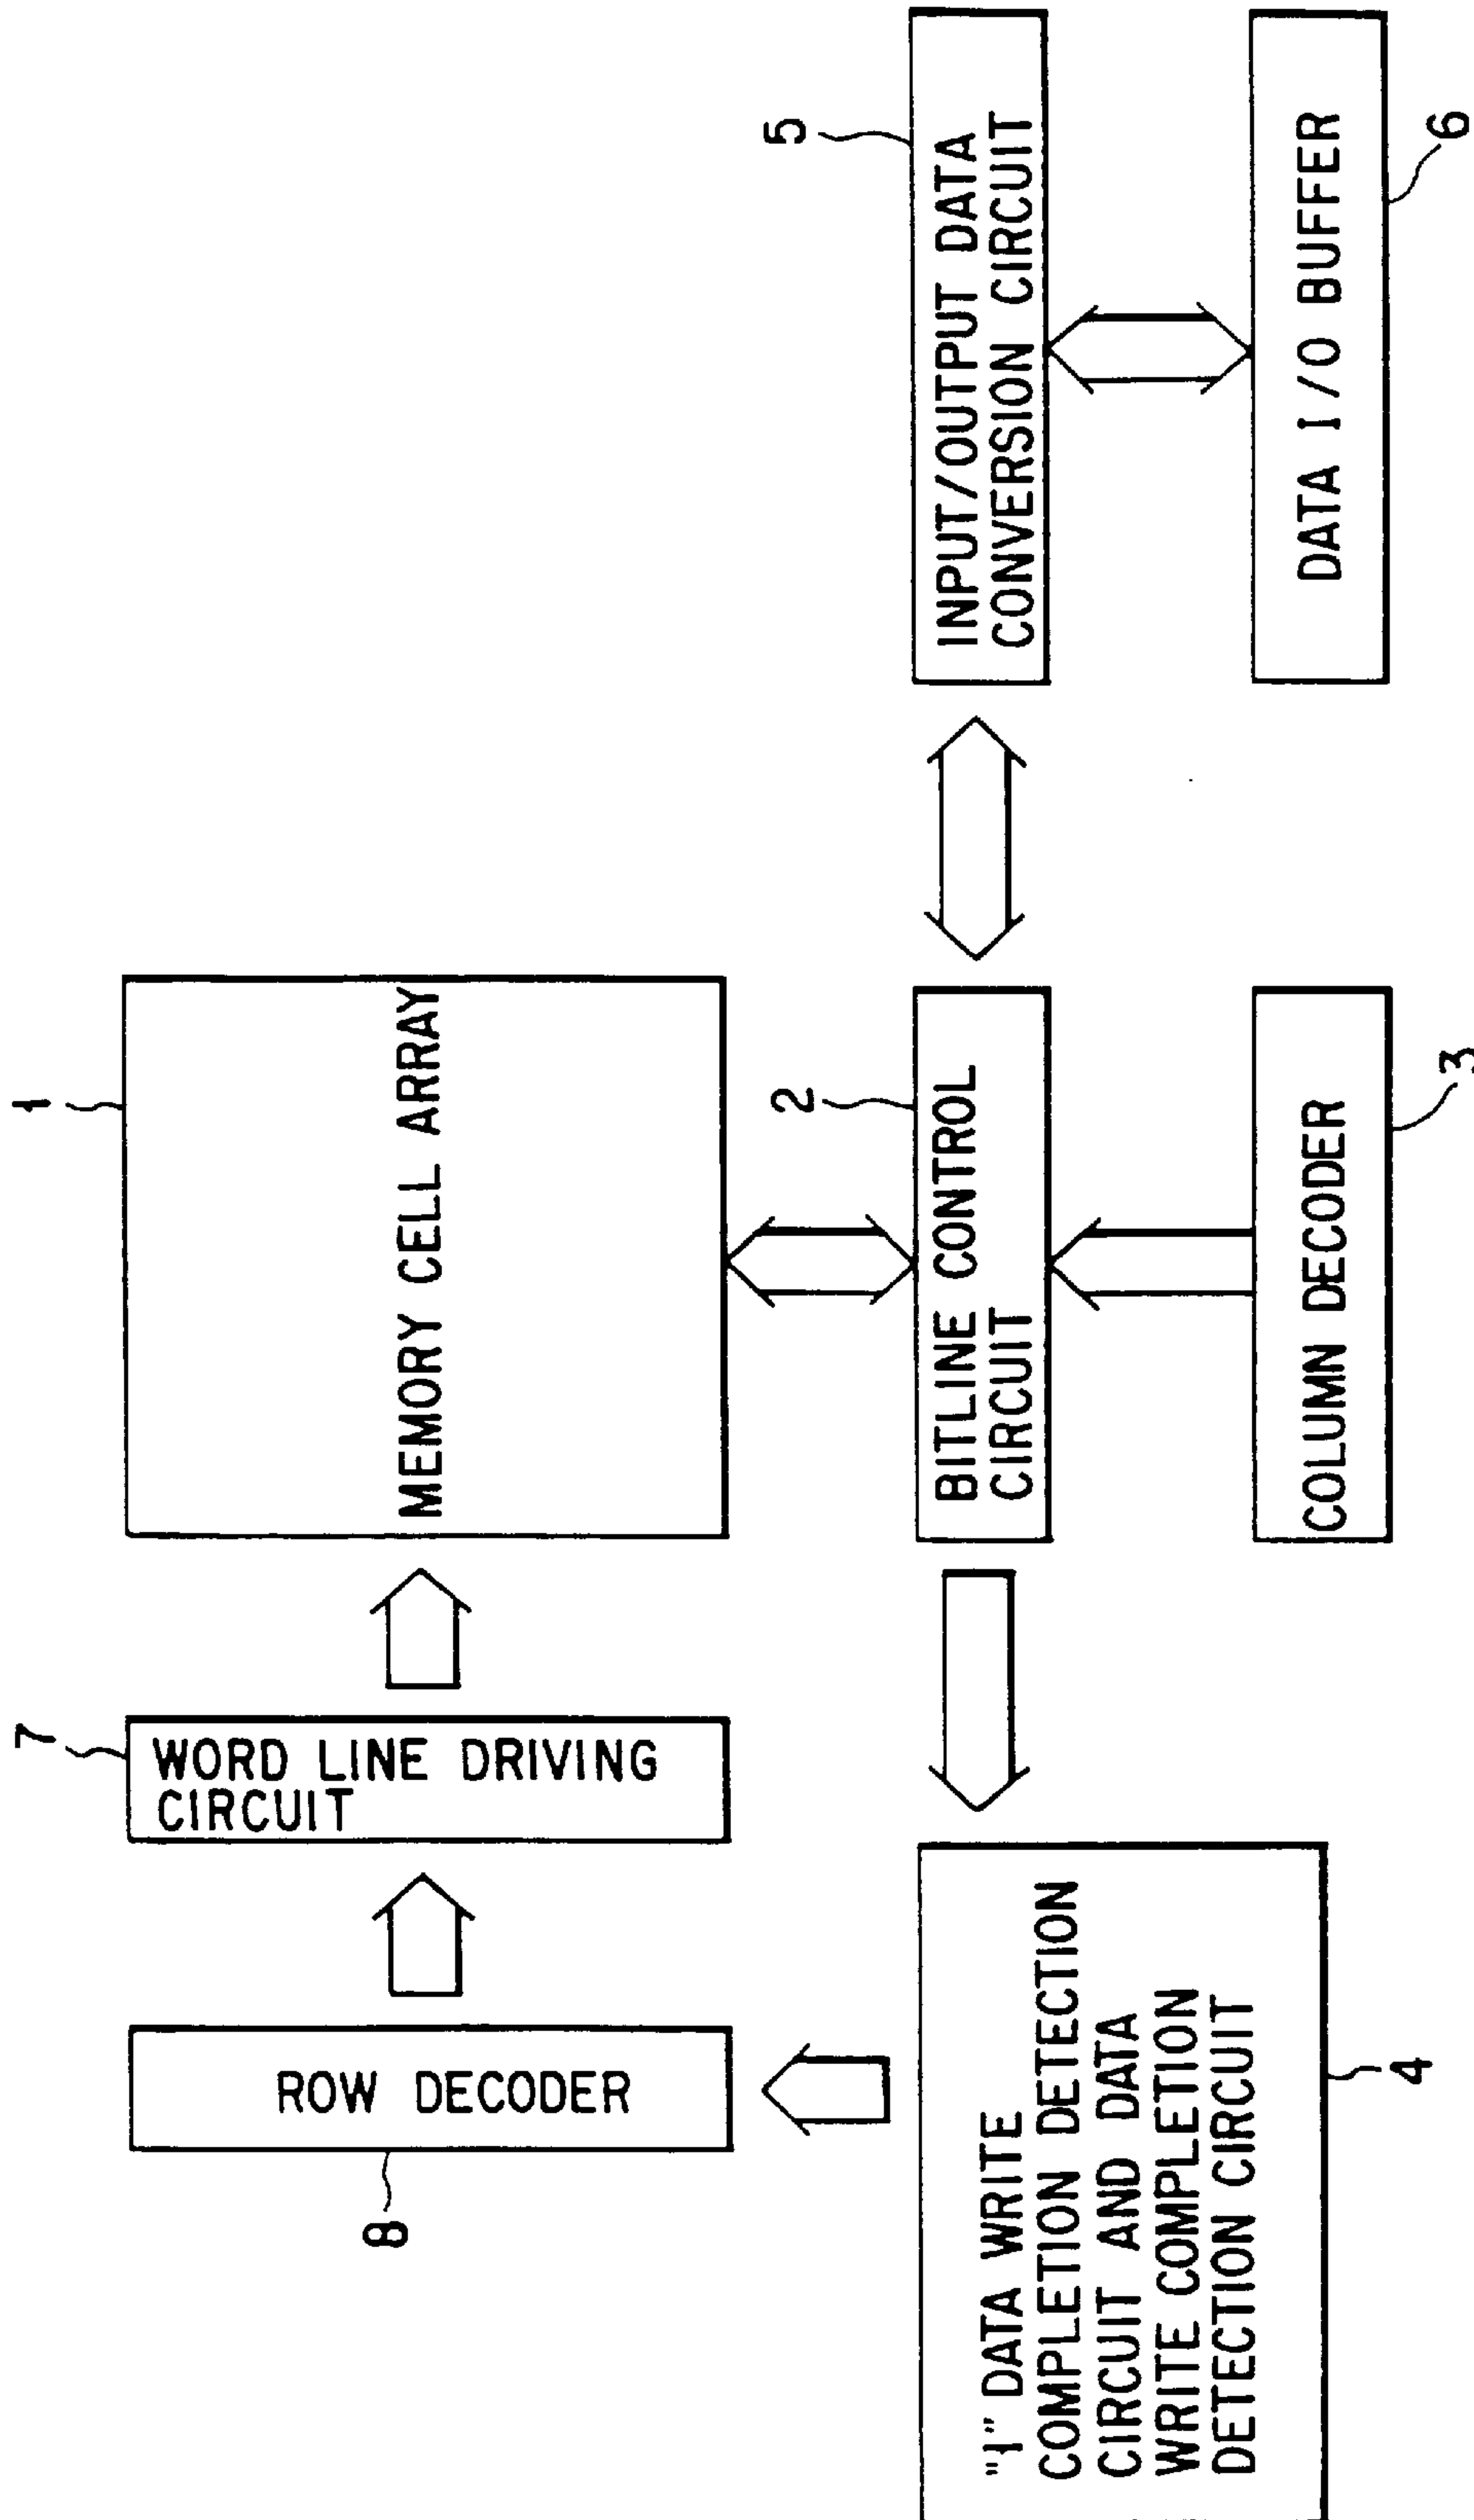 1
MEMORY CELL ARRAY
7
WORD LINE DRIVING
CIRCUIT
ROW DECODER
8
2
BITLINE CONTROL
CIRCUIT
COLUMN DECODER
3
"1" DATA WRITE
COMPLETION DETECTION
CIRCUIT AND DATA
WRITE COMPLETION
DETECTION CIRCUIT
4
5
INPUT/OUTPUT DATA
CONVERSION CIRCUIT
DATA I/O BUFFER
6